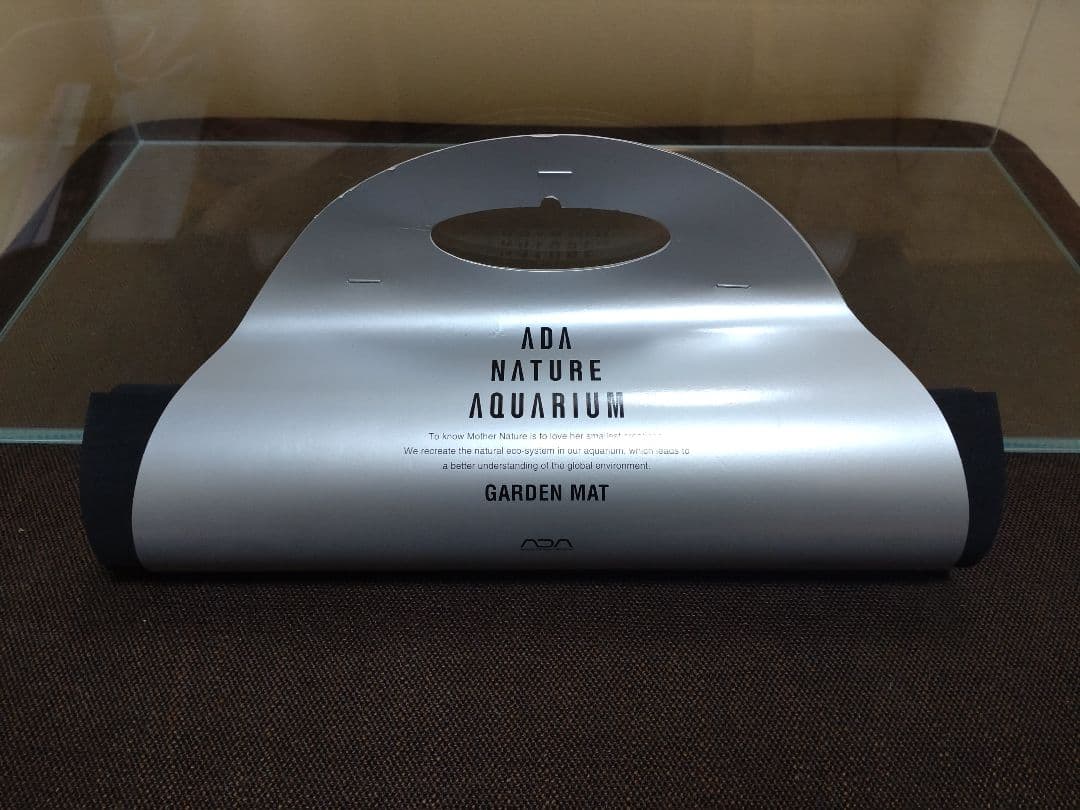 ADA
NATURE
AQUARIUM
To know Mother Nature is to love her smallest creations.
We recreate the natural eco-system in our aquarium, which leads to
a better understanding of the global environment.
GARDEN MAT
ADA